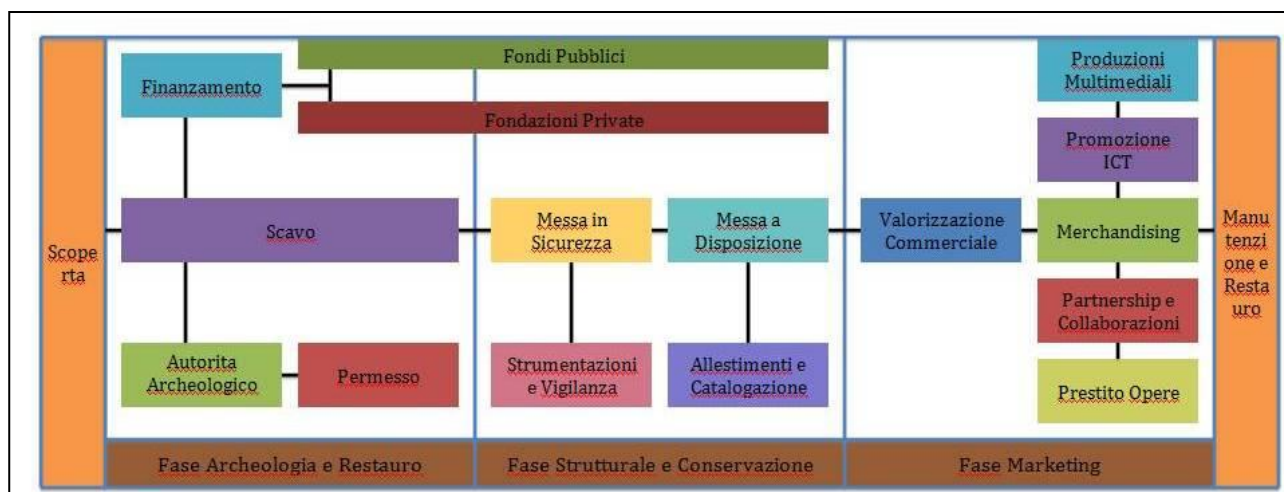 Fondi Pubblici
Finanzamento
Fondazioni Private
Produzioni
Multimediali
Promozione
ICT
Scope
rta
Scavo
Messa in
Sicurezza
Messa a
Disposizione
Valorizzazione
Commerciale
Merchandising
Manu
tenzio
ne e
Resta
uro
Autorita
Archeologico
Permesso
Strumentazioni
e Vigilanza
Allestimenti e
Catalogazione
Partnership e
Collaborazioni
Prestito Opere
Fase Archeologia e Restauro
Fase Strutturale e Conservazione
Fase Marketing